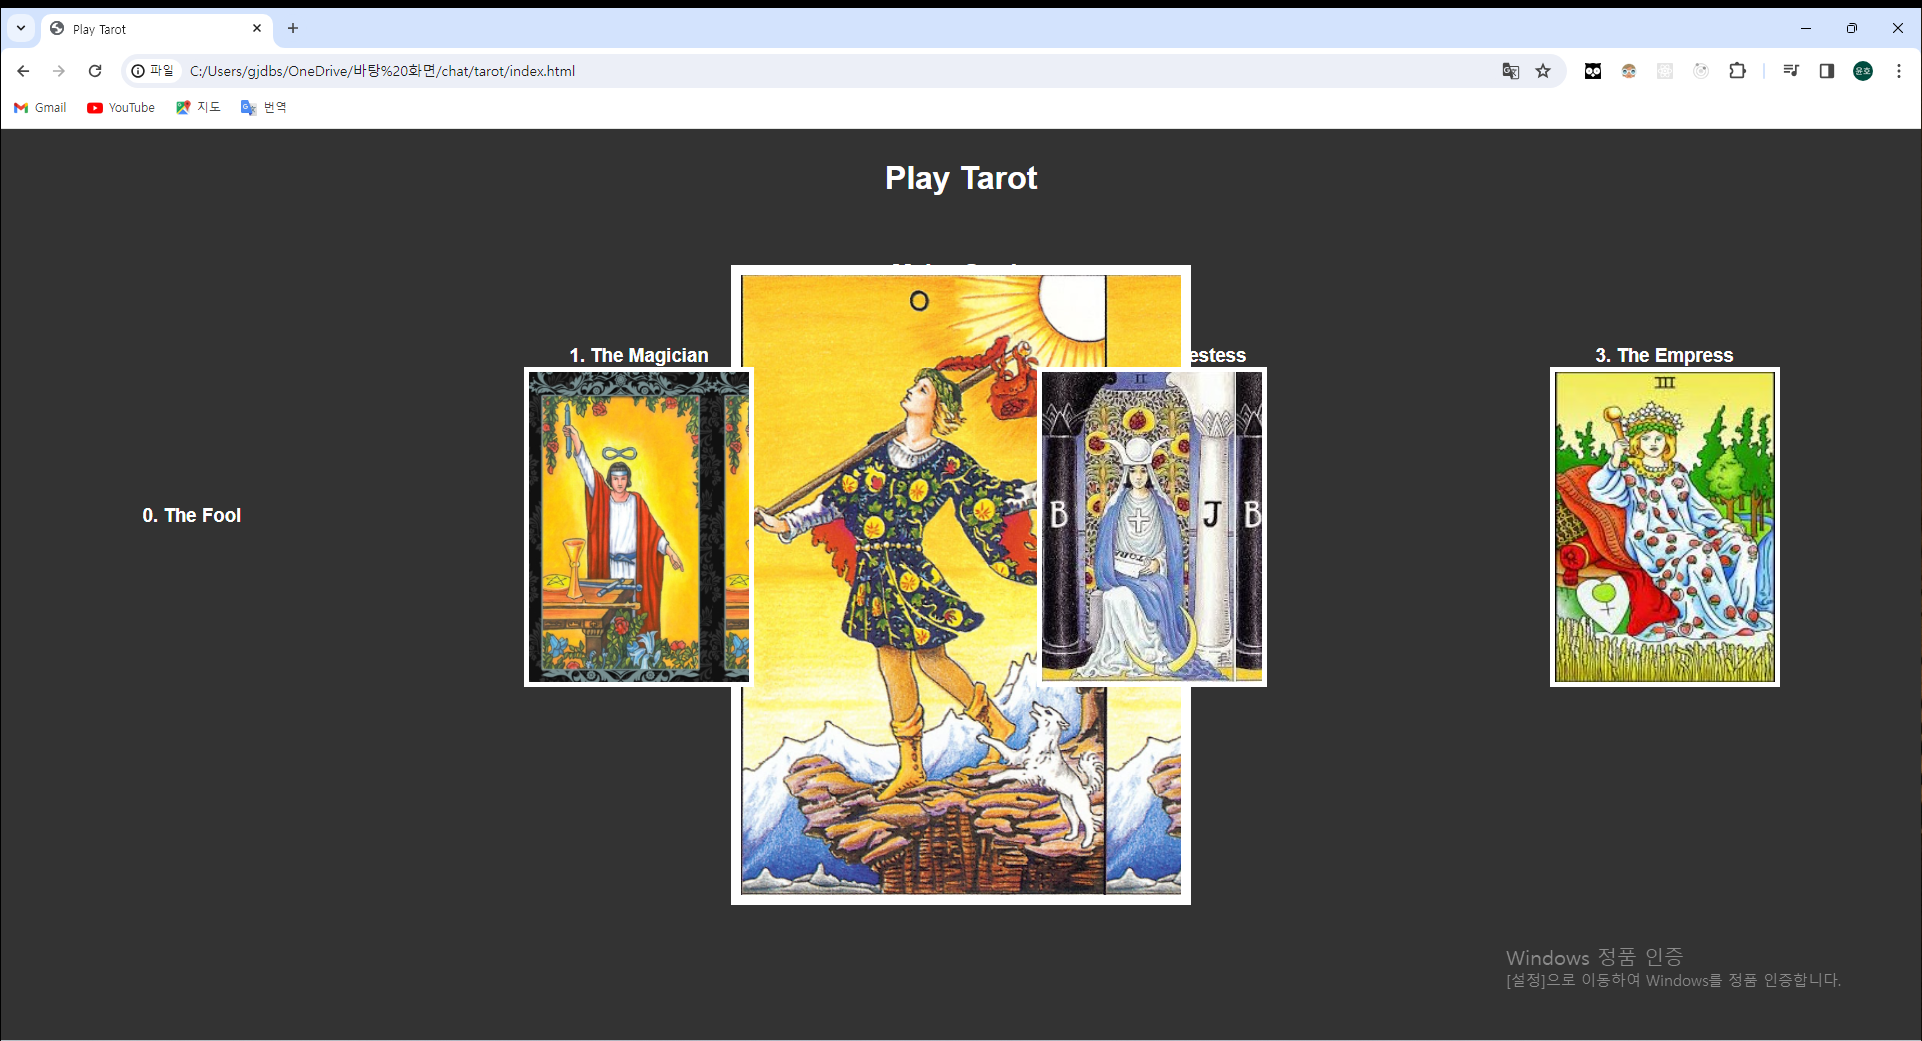 Play Tarot
파일
C:/Users/gjdbs/OneDrive/바탕%20화면/chat/tarot/index.html
윤호
Gmail
YouTube
지도
번역
Play Tarot
1. The Magician
estess
3. The Empress
0. The Fool
O
II
III
B
J
B
Windows 정품 인증
[설정]으로 이동하여 Windows를 정품 인증합니다.